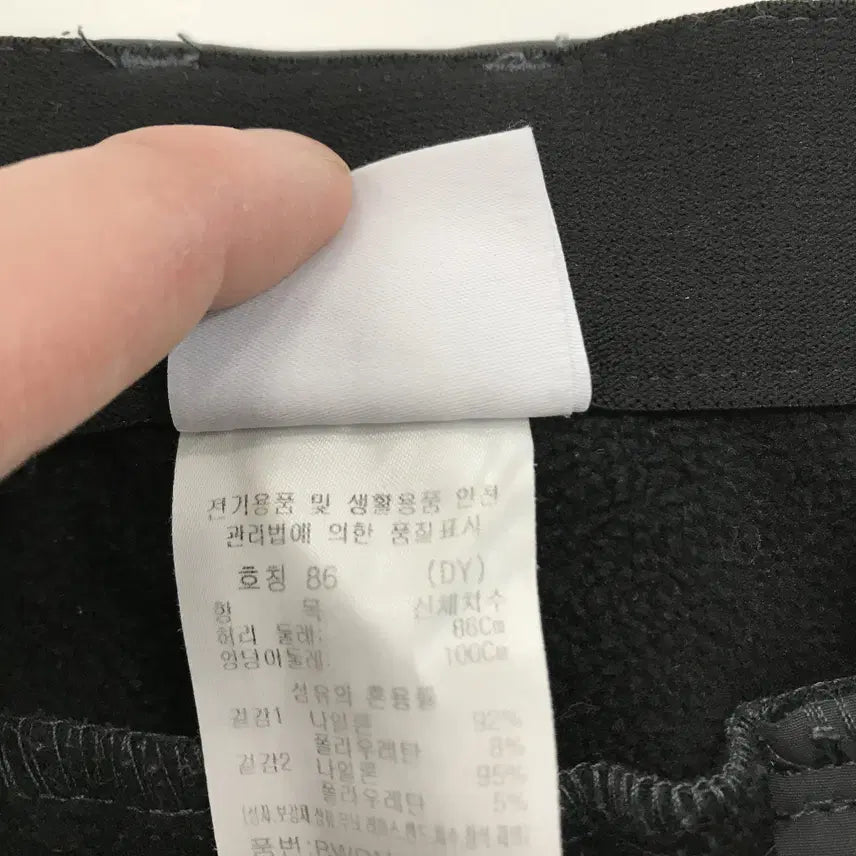 전기용품 및 생활용품 안전
관리법에 의한 품질표시
호칭 86 (DY)
항 목 신체치수
허리 둘레: 86Cm
엉덩이둘레: 100Cm
섬유의 혼용률
겉감1 나일론 92%
폴리우레탄 8%
겉감2 나일론 95%
폴리우레탄 5%
품번: